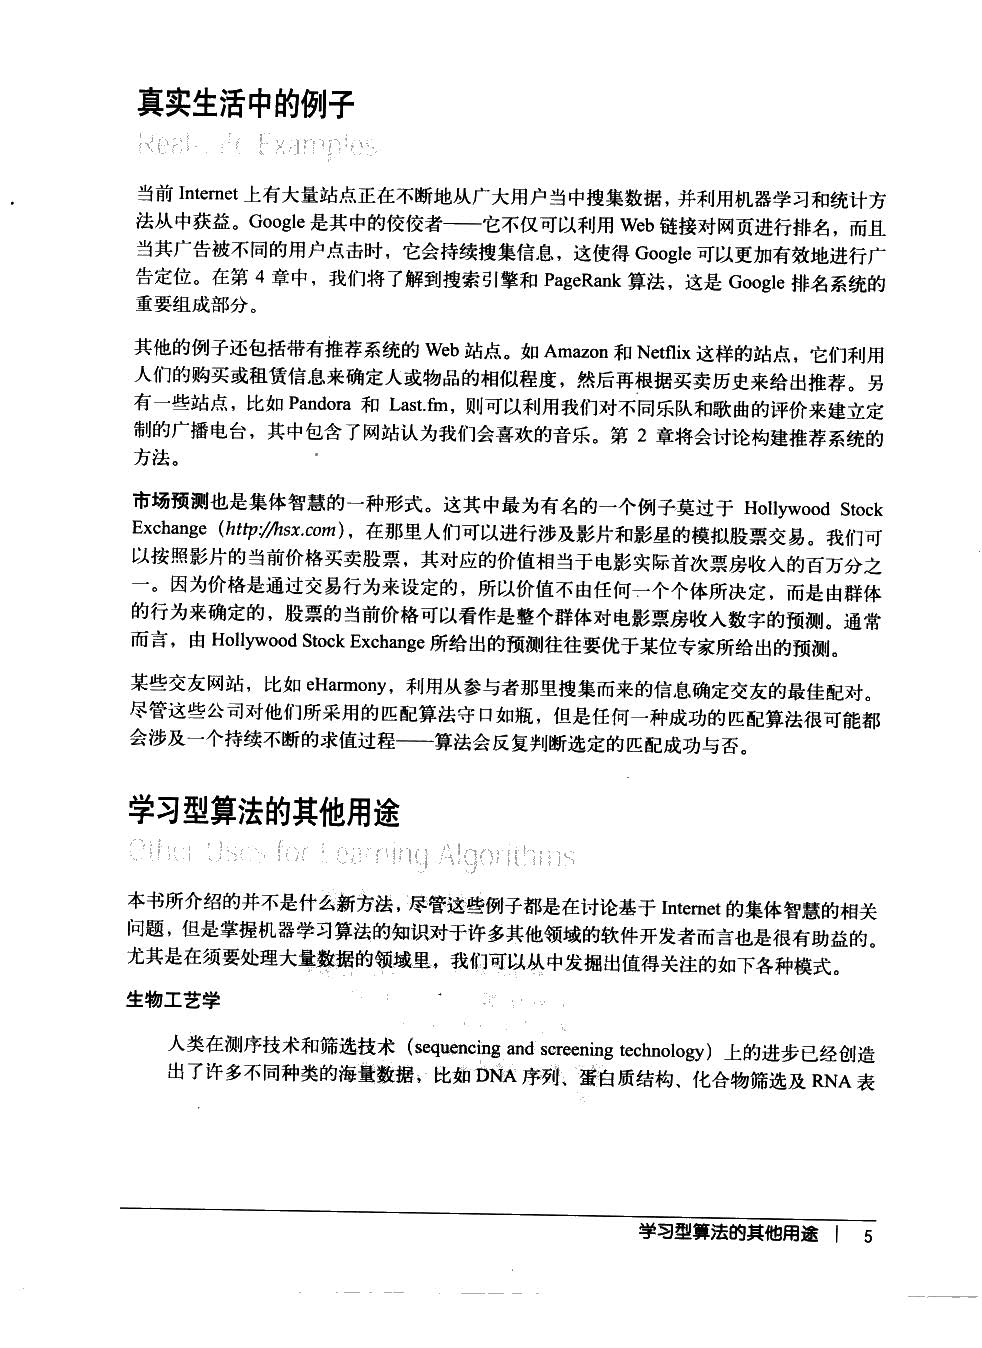 真实生活中的例子
Real-Life Examples
当前 Internet 上有大量站点正在不断地从广大用户当中搜集数据，并利用机器学习和统计方
法从中获益。Google 是其中的佼佼者——它不仅可以利用 Web 链接对网页进行排名，而且
当其广告被不同的用户点击时，它会持续搜集信息，这使得 Google 可以更加有效地进行广
告定位。在第 4 章中，我们将了解到搜索引擎和 PageRank 算法，这是 Google 排名系统的
重要组成部分。
其他的例子还包括带有推荐系统的 Web 站点。如 Amazon 和 Netflix 这样的站点，它们利用
人们的购买或租赁信息来确定人或物品的相似程度，然后再根据买卖历史来给出推荐。另
有一些站点，比如 Pandora 和 Last.fm，则可以利用我们对不同乐队和歌曲的评价来建立定
制的广播电台，其中包含了网站认为我们会喜欢的音乐。第 2 章将会讨论构建推荐系统的
方法。
市场预测也是集体智慧的一种形式。这其中最为有名的一个例子莫过于 Hollywood Stock
Exchange（http://hsx.com），在那里人们可以进行涉及影片和影星的模拟股票交易。我们可
以按照影片的当前价格买卖股票，其对应的价值相当于电影实际首次票房收入的百万分之
一。因为价格是通过交易行为来设定的，所以价值不由任何一个个体所决定，而是由群体
的行为来确定的，股票的当前价格可以看作是整个群体对电影票房收入数字的预测。通常
而言，由 Hollywood Stock Exchange 所给出的预测往往要优于某位专家所给出的预测。
某些交友网站，比如 eHarmony，利用从参与者那里搜集而来的信息确定交友的最佳配对。
尽管这些公司对他们所采用的匹配算法守口如瓶，但是任何一种成功的匹配算法很可能都
会涉及一个持续不断的求值过程——算法会反复判断选定的匹配成功与否。
学习型算法的其他用途
Other Uses for Learning Algorithms
本书所介绍的并不是什么新方法，尽管这些例子都是在讨论基于 Internet 的集体智慧的相关
问题，但是掌握机器学习算法的知识对于许多其他领域的软件开发者而言也是很有助益的。
尤其是在须要处理大量数据的领域里，我们可以从中发掘出值得关注的如下各种模式。
生物工艺学
人类在测序技术和筛选技术（sequencing and screening technology）上的进步已经创造
出了许多不同种类的海量数据，比如 DNA 序列、蛋白质结构、化合物筛选及 RNA 表
学习型算法的其他用途 | 5